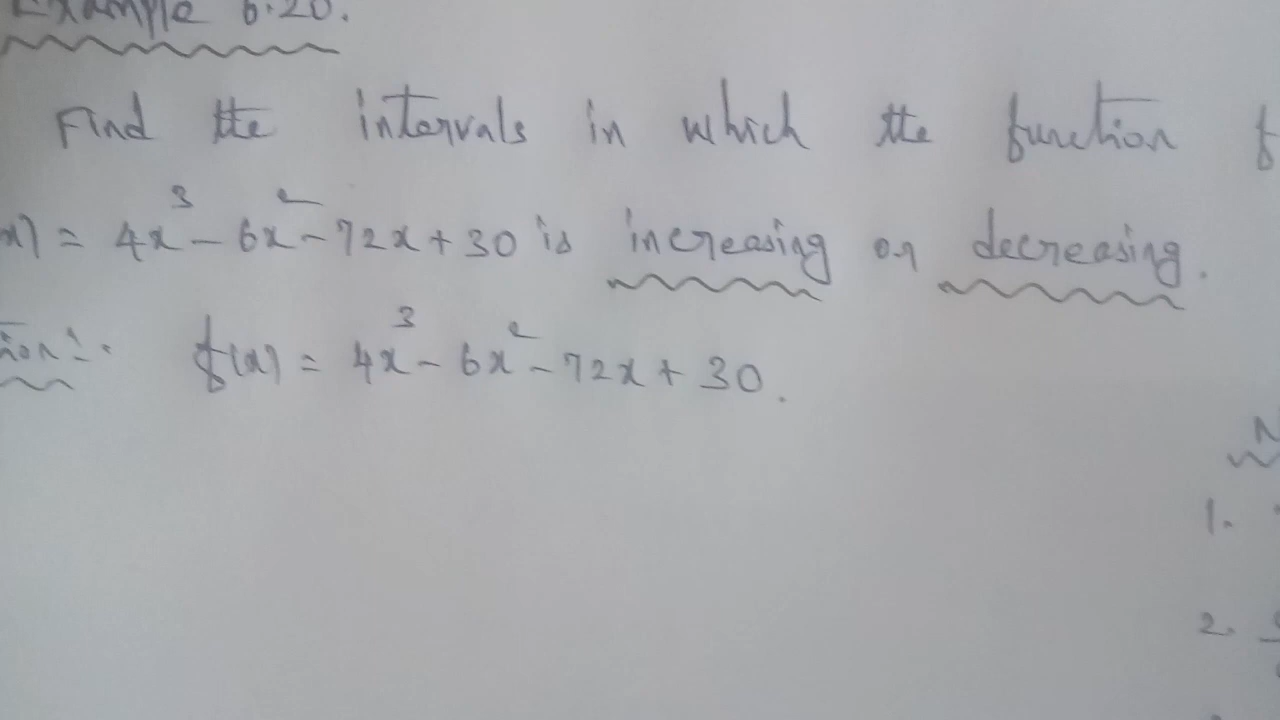 Example 6.20.
Find the intervals in which the function f
x) = 4x³ - 6x² - 72x + 30 is increasing or decreasing.
f(x) = 4x³ - 6x² - 72x + 30.
1.
2.